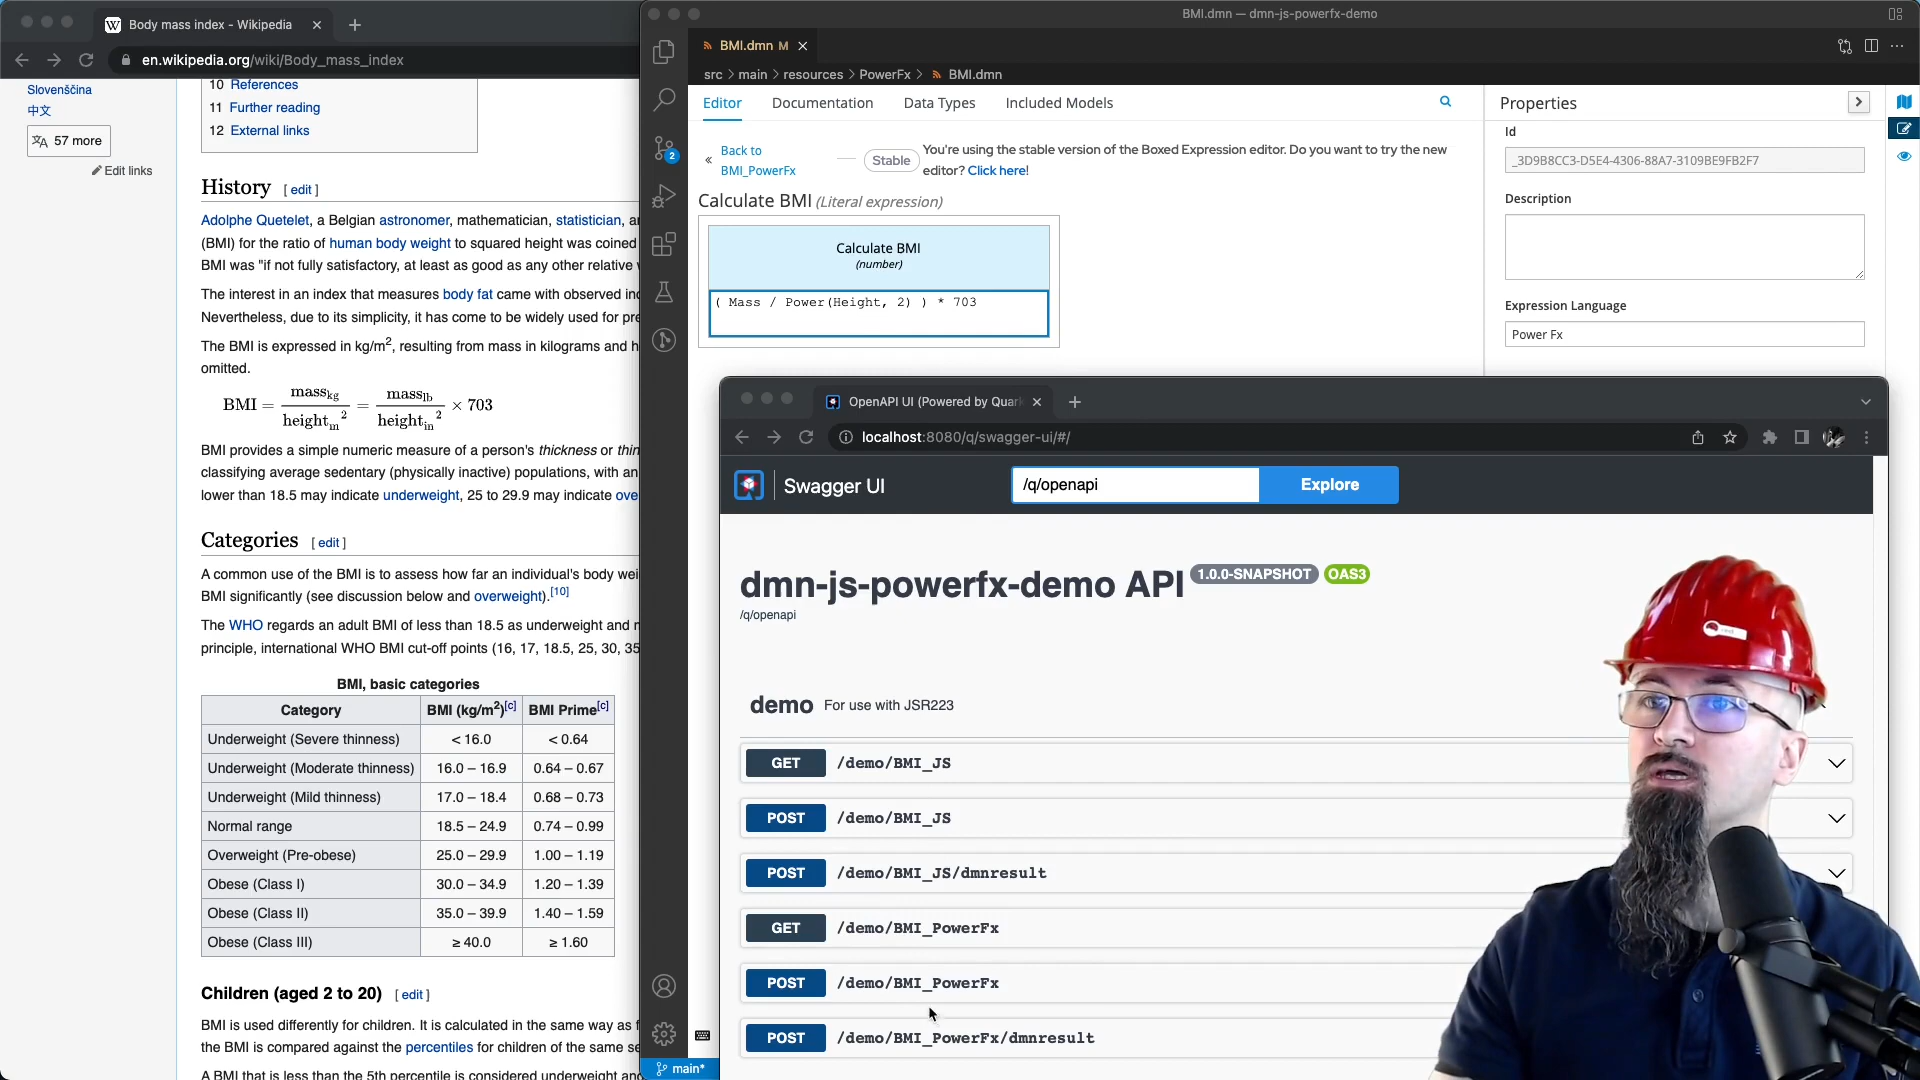 Body mass index - Wikipedia
en.wikipedia.org/wiki/Body_mass_index
Slovenščina
中文
57 more
Edit links
10 References
11 Further reading
12 External links
History [ edit ]
Adolphe Quetelet, a Belgian astronomer, mathematician, statistician,
(BMI) for the ratio of human body weight to squared height was coined
BMI was "if not fully satisfactory, at least as good as any other relative
The interest in an index that measures body fat came with observed
Nevertheless, due to its simplicity, it has come to be widely used for
The BMI is expressed in kg/m2, resulting from mass in kilograms and
omitted.
BMI = mass kg / height m 2 = mass lb / height in 2 × 703
BMI provides a simple numeric measure of a person's thickness or
classifying average sedentary (physically inactive) populations, with an
lower than 18.5 may indicate underweight, 25 to 29.9 may indicate
Categories [ edit ]
A common use of the BMI is to assess how far an individual's body
BMI significantly (see discussion below and overweight).[10]
The WHO regards an adult BMI of less than 18.5 as underweight and
principle, international WHO BMI cut-off points (16, 17, 18.5, 25, 30, 35
BMI, basic categories
Category BMI (kg/m2)[c] BMI Prime[c]
Underweight (Severe thinness) < 16.0 < 0.64
Underweight (Moderate thinness) 16.0 – 16.9 0.64 – 0.67
Underweight (Mild thinness) 17.0 – 18.4 0.68 – 0.73
Normal range 18.5 – 24.9 0.74 – 0.99
Overweight (Pre-obese) 25.0 – 29.9 1.00 – 1.19
Obese (Class I) 30.0 – 34.9 1.20 – 1.39
Obese (Class II) 35.0 – 39.9 1.40 – 1.59
Obese (Class III) ≥ 40.0 ≥ 1.60
Children (aged 2 to 20) [ edit ]
BMI is used differently for children. It is calculated in the same way as
the BMI is compared against the percentiles for children of the same
A BMI that is less than the 5th percentile is considered underweight
BMI.dmn — dmn-js-powerfx-demo
BMI.dmn M
src > main > resources > PowerFx > BMI.dmn
Editor Documentation Data Types Included Models
« Back to
BMI_PowerFx
Stable
You're using the stable version of the Boxed Expression editor. Do you want to try the new
editor? Click here!
Calculate BMI (Literal expression)
Calculate BMI
(number)
( Mass / Power(Height, 2) ) * 703
Properties
Id
_3D9B8CC3-D5E4-4306-88A7-3109BE9FB2F7
Description
Expression Language
Power Fx
2
main*
OpenAPI UI (Powered by Quar
localhost:8080/q/swagger-ui/#/
Swagger UI
/q/openapi
Explore
dmn-js-powerfx-demo API 1.0.0-SNAPSHOT OAS3
/q/openapi
demo For use with JSR223
GET /demo/BMI_JS
POST /demo/BMI_JS
POST /demo/BMI_JS/dmnresult
GET /demo/BMI_PowerFx
POST /demo/BMI_PowerFx
POST /demo/BMI_PowerFx/dmnresult